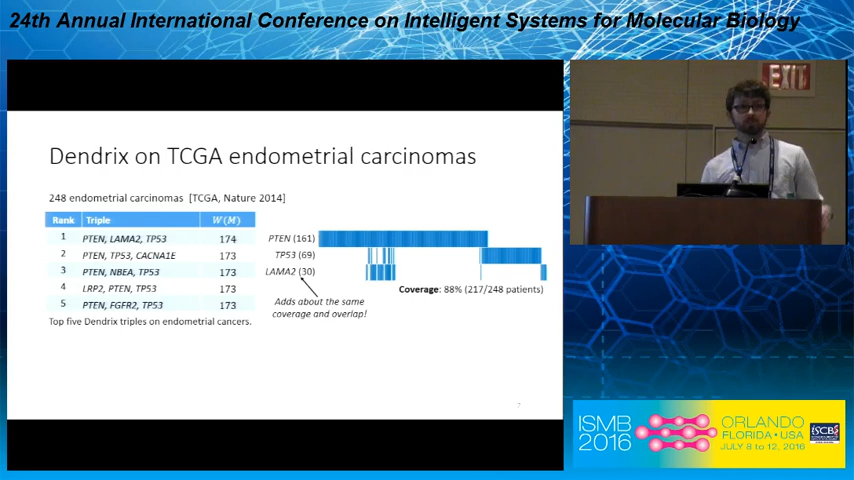 24th Annual International Conference on Intelligent Systems for Molecular Biology
EXIT
Dendrix on TCGA endometrial carcinomas
248 endometrial carcinomas [TCGA, Nature 2014]
Rank Triple W(M)
1 PTEN, LAMA2, TP53 174
2 PTEN, TP53, CACNA1E 173
3 PTEN, NBEA, TP53 173
4 LRP2, PTEN, TP53 173
5 PTEN, FGFR2, TP53 173
Top five Dendrix triples on endometrial cancers.
PTEN (161)
TP53 (69)
LAMA2 (30)
Coverage: 88% (217/248 patients)
Adds about the same
coverage and overlap!
ISMB
2016
ORLANDO
FLORIDA • USA
JULY 8 to 12, 2016
ISCB